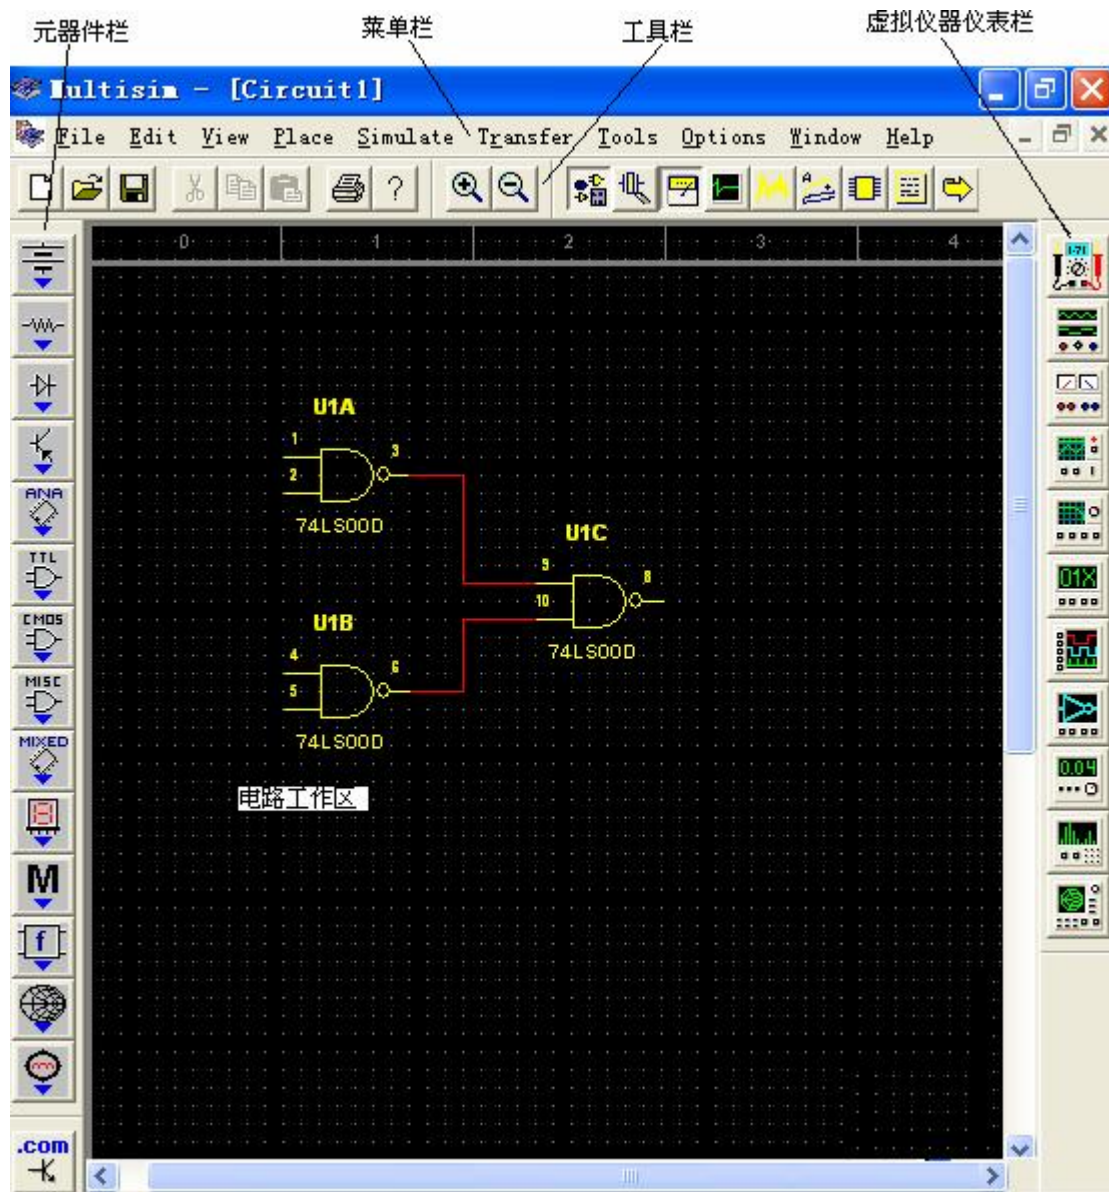 元器件栏 菜单栏 工具栏 虚拟仪器仪表栏
Multisim - [Circuit1]
File Edit View Place Simulate Transfer Tools Options Window Help
0 1 2 3 4
ANA
TTL
CMOS
MISC
MIXED
M
f
.com
U1A
1
2
3
74LS00D
U1C
9
10
8
74LS00D
U1B
4
5
6
74LS00D
电路工作区
01X
0.04